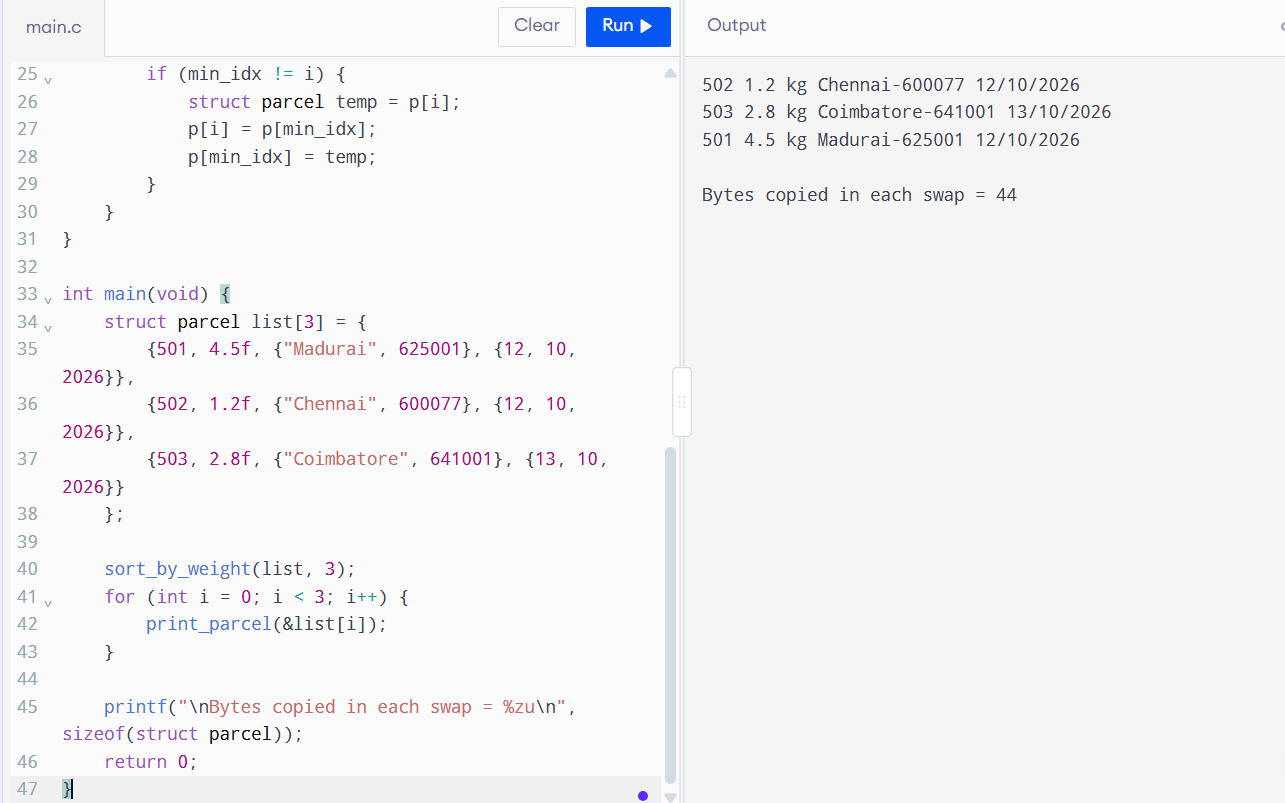 main.c
Clear
Run
25 if (min_idx != i) {
26 struct parcel temp = p[i];
27 p[i] = p[min_idx];
28 p[min_idx] = temp;
29 }
30 }
31 }
32
33 int main(void) {
34 struct parcel list[3] = {
35 {501, 4.5f, {"Madurai", 625001}, {12, 10,
2026}},
36 {502, 1.2f, {"Chennai", 600077}, {12, 10,
2026}},
37 {503, 2.8f, {"Coimbatore", 641001}, {13, 10,
2026}}
38 };
39
40 sort_by_weight(list, 3);
41 for (int i = 0; i < 3; i++) {
42 print_parcel(&list[i]);
43 }
44
45 printf("\nBytes copied in each swap = %zu\n",
sizeof(struct parcel));
46 return 0;
47 }
Output
502 1.2 kg Chennai-600077 12/10/2026
503 2.8 kg Coimbatore-641001 13/10/2026
501 4.5 kg Madurai-625001 12/10/2026
Bytes copied in each swap = 44